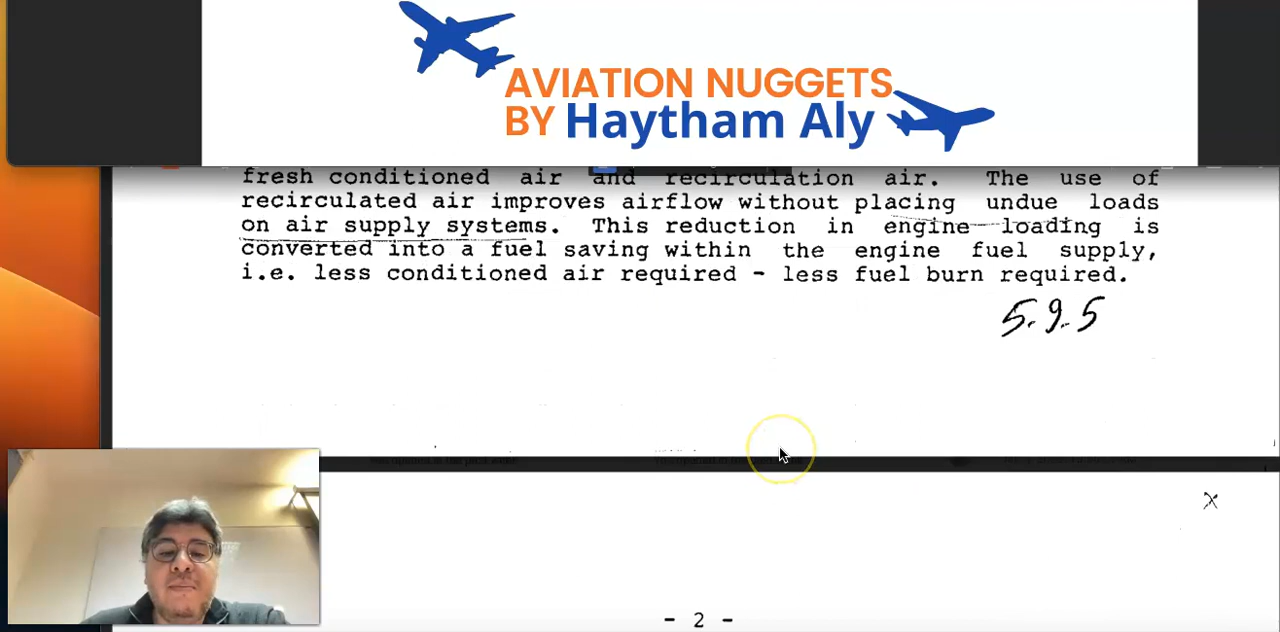 AVIATION NUGGETS
BY Haytham Aly
fresh conditioned air and recirculation air. The use of
recirculated air improves airflow without placing undue loads
on air supply systems. This reduction in engine loading is
converted into a fuel saving within the engine fuel supply,
i.e. less conditioned air required - less fuel burn required.
5.9.5
x
- 2 -